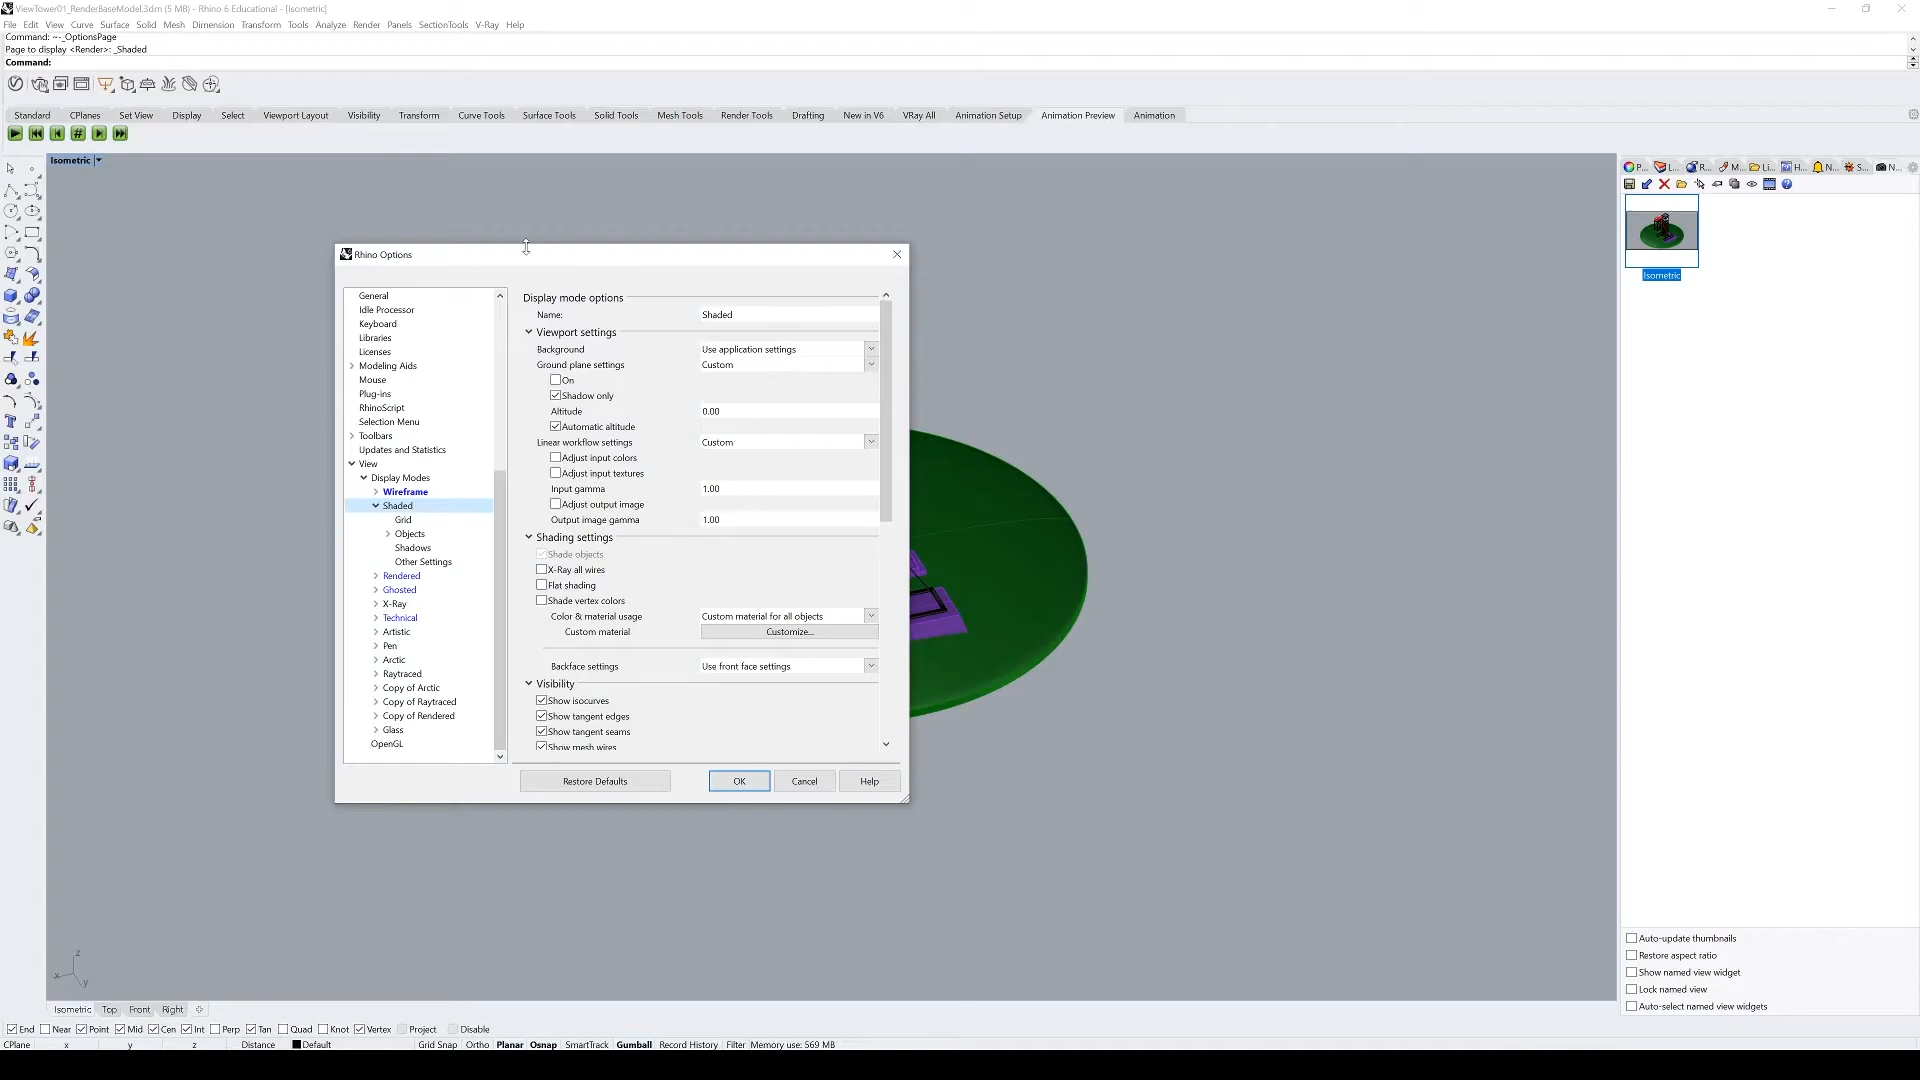 ViewTower01_RenderBaseModel.3dm (5 MB) - Rhino 6 Educational - [Isometric]
File Edit View Curve Surface Solid Mesh Dimension Transform Tools Analyze Render Panels SectionTools V-Ray Help
Command: ~-_OptionsPage
Page to display <Render>: _Shaded
Command:
Standard CPlanes Set View Display Select Viewport Layout Visibility Transform Curve Tools Surface Tools Solid Tools Mesh Tools Render Tools Drafting New in V6 VRay All Animation Setup Animation Preview Animation
Isometric
P... L... R... M... Li... H... N... S... N...
Isometric
Rhino Options
General
Idle Processor
Keyboard
Libraries
Licenses
Modeling Aids
Mouse
Plug-ins
RhinoScript
Selection Menu
Toolbars
Updates and Statistics
View
Display Modes
Wireframe
Shaded
Grid
Objects
Shadows
Other Settings
Rendered
Ghosted
X-Ray
Technical
Artistic
Pen
Arctic
Raytraced
Copy of Arctic
Copy of Raytraced
Copy of Rendered
Glass
OpenGL
Display mode options
Name: Shaded
Viewport settings
Background Use application settings
Ground plane settings Custom
On
Shadow only
Altitude 0.00
Automatic altitude
Linear workflow settings Custom
Adjust input colors
Adjust input textures
Input gamma 1.00
Adjust output image
Output image gamma 1.00
Shading settings
Shade objects
X-Ray all wires
Flat shading
Shade vertex colors
Color & material usage Custom material for all objects
Custom material Customize...
Backface settings Use front face settings
Visibility
Show isocurves
Show tangent edges
Show tangent seams
Show mesh wires
Restore Defaults OK Cancel Help
Auto-update thumbnails
Restore aspect ratio
Show named view widget
Lock named view
Auto-select named view widgets
z
x
y
Isometric Top Front Right
End Near Point Mid Cen Int Perp Tan Quad Knot Vertex Project Disable
CPlane x y z Distance Default Grid Snap Ortho Planar Osnap SmartTrack Gumball Record History Filter Memory use: 569 MB